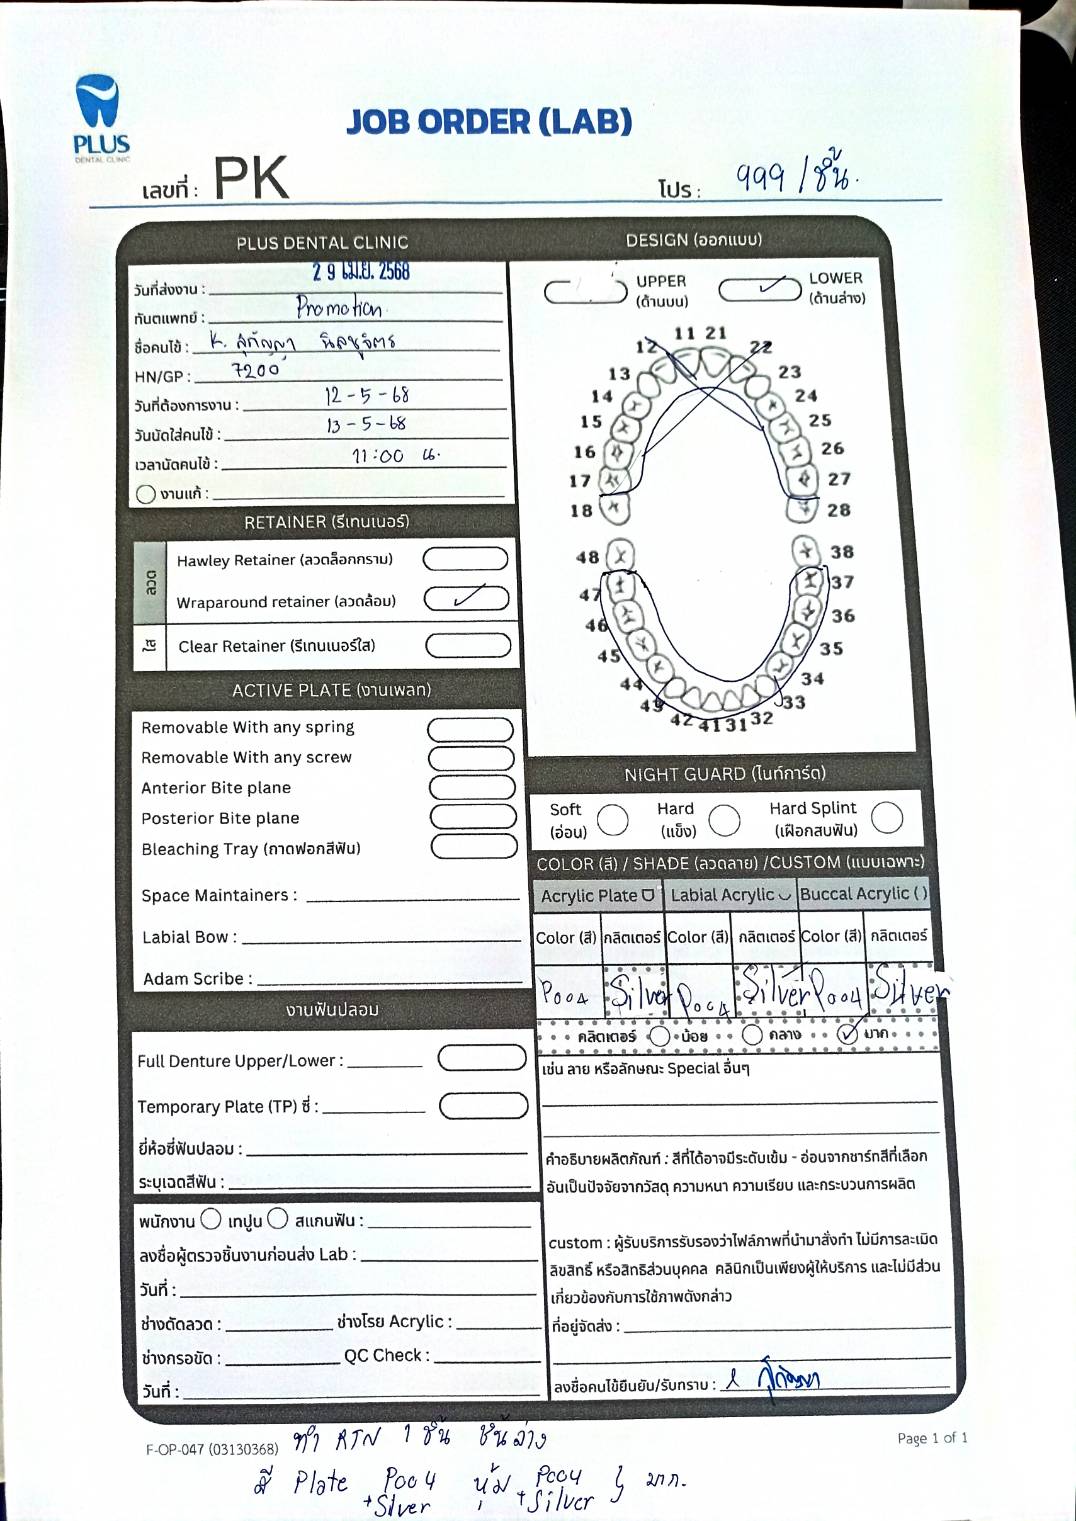 PLUS
DENTAL CLINIC
JOB ORDER (LAB)
เลขที่ : PK
โปร : 999 / ชิ้น.
PLUS DENTAL CLINIC
วันที่ส่งงาน : 29 เม.ย. 2568
ทันตแพทย์ : Promotion
ชื่อคนไข้ : K. สุกัญญา
HN/GP : 7200
วันที่ต้องการงาน : 12-5-68
วันนัดใส่คนไข้ : 13-5-68
เวลานัดคนไข้ : 11:00 น.
งานแก้ :
RETAINER (รีเทนเนอร์)
ลวด
Hawley Retainer (ลวดล็อกกราม)
Wraparound retainer (ลวดล้อม)
ใส
Clear Retainer (รีเทนเนอร์ใส)
ACTIVE PLATE (งานเพลท)
Removable With any spring
Removable With any screw
Anterior Bite plane
Posterior Bite plane
Bleaching Tray (ถาดฟอกสีฟัน)
Space Maintainers :
Labial Bow :
Adam Scribe :
งานฟันปลอม
Full Denture Upper/Lower :
Temporary Plate (TP) ซี่ :
ยี่ห้อซี่ฟันปลอม :
ระบุเฉดสีฟัน :
พนักงาน เทปูน สแกนฟัน :
ลงชื่อผู้ตรวจชิ้นงานก่อนส่ง Lab :
วันที่ :
ช่างดัดลวด : ช่างโรย Acrylic :
ช่างกรอขัด : QC Check :
วันที่ :
DESIGN (ออกแบบ)
UPPER
(ด้านบน)
LOWER
(ด้านล่าง)
11 21
12 22
13 23
14 24
15 25
16 26
17 27
18 28
48 38
47 37
46 36
45 35
44 34
43 33
42 41 31 32
NIGHT GUARD (ไนท์การ์ด)
Soft
(อ่อน)
Hard
(แข็ง)
Hard Splint
(เฝือกสบฟัน)
COLOR (สี) / SHADE (ลวดลาย) /CUSTOM (แบบเฉพาะ)
Acrylic Plate Labial Acrylic Buccal Acrylic ( )
Color (สี) กลิตเตอร์ Color (สี) กลิตเตอร์ Color (สี) กลิตเตอร์
P004 Silver P004 Silver P004 Silver
กลิตเตอร์ น้อย กลาง มาก
เช่น ลาย หรือลักษณะ Special อื่นๆ
คำอธิบายผลิตภัณฑ์ : สีที่ได้อาจมีระดับเข้ม - อ่อนจากชาร์ทสีที่เลือก
อันเป็นปัจจัยจากวัสดุ ความหนา ความเรียบ และกระบวนการผลิต
custom : ผู้รับบริการรับรองว่าไฟล์ภาพที่นำมาสั่งทำ ไม่มีการละเมิด
ลิขสิทธิ์ หรือสิทธิส่วนบุคคล คลินิกเป็นเพียงผู้ให้บริการ และไม่มีส่วน
เกี่ยวข้องกับการใช้ภาพดังกล่าว
ที่อยู่จัดส่ง :
ลงชื่อคนไข้ยืนยัน/รับทราบ : สุกัญญา
F-OP-047 (03130368)
Page 1 of 1
ทำ RTN 1 ชิ้น ชิ้นล่าง
สี Plate P004 + Silver หุ้ม P004 + Silver มาก.